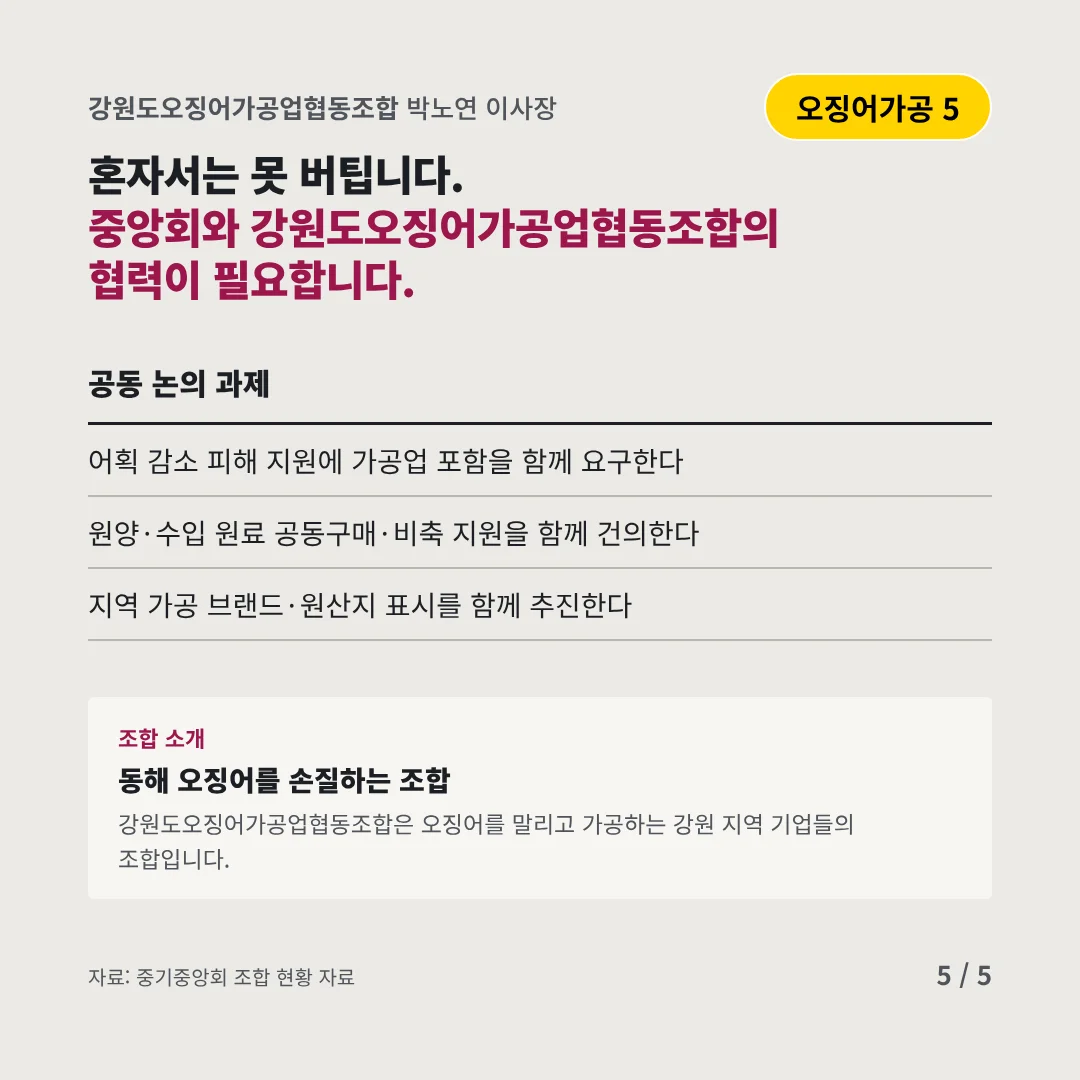 강원도오징어가공업협동조합 박노연 이사장
오징어가공 5
혼자서는 못 버팁니다.
중앙회와 강원도오징어가공업협동조합의
협력이 필요합니다.
공동 논의 과제
어획 감소 피해 지원에 가공업 포함을 함께 요구한다
원양·수입 원료 공동구매·비축 지원을 함께 건의한다
지역 가공 브랜드·원산지 표시를 함께 추진한다
조합 소개
동해 오징어를 손질하는 조합
강원도오징어가공업협동조합은 오징어를 말리고 가공하는 강원 지역 기업들의
조합입니다.
자료: 중기중앙회 조합 현황 자료
5 / 5